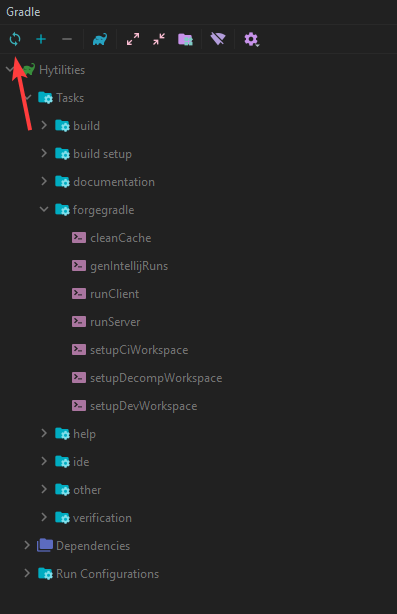 Gradle
Hytilities
Tasks
build
build setup
documentation
forgegradle
cleanCache
genIntellijRuns
runClient
runServer
setupCiWorkspace
setupDecompWorkspace
setupDevWorkspace
help
ide
other
verification
Dependencies
Run Configurations